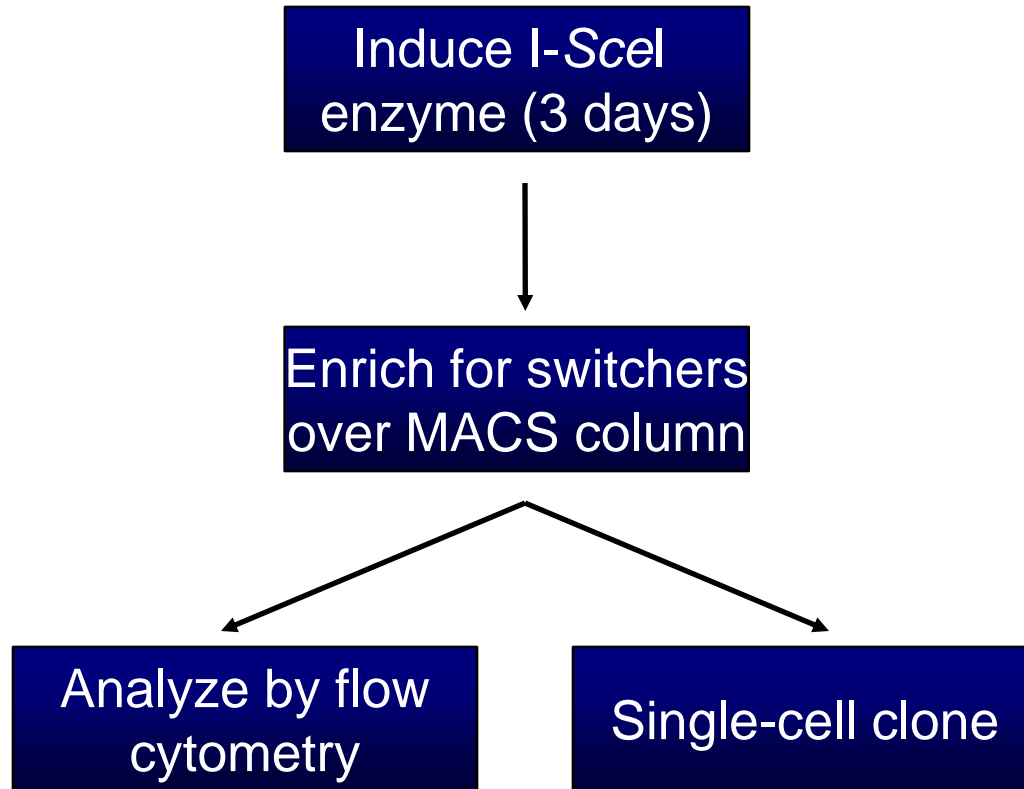 Induce I-SceI
enzyme (3 days)
Enrich for switchers
over MACS column
Analyze by flow
cytometry
Single-cell clone